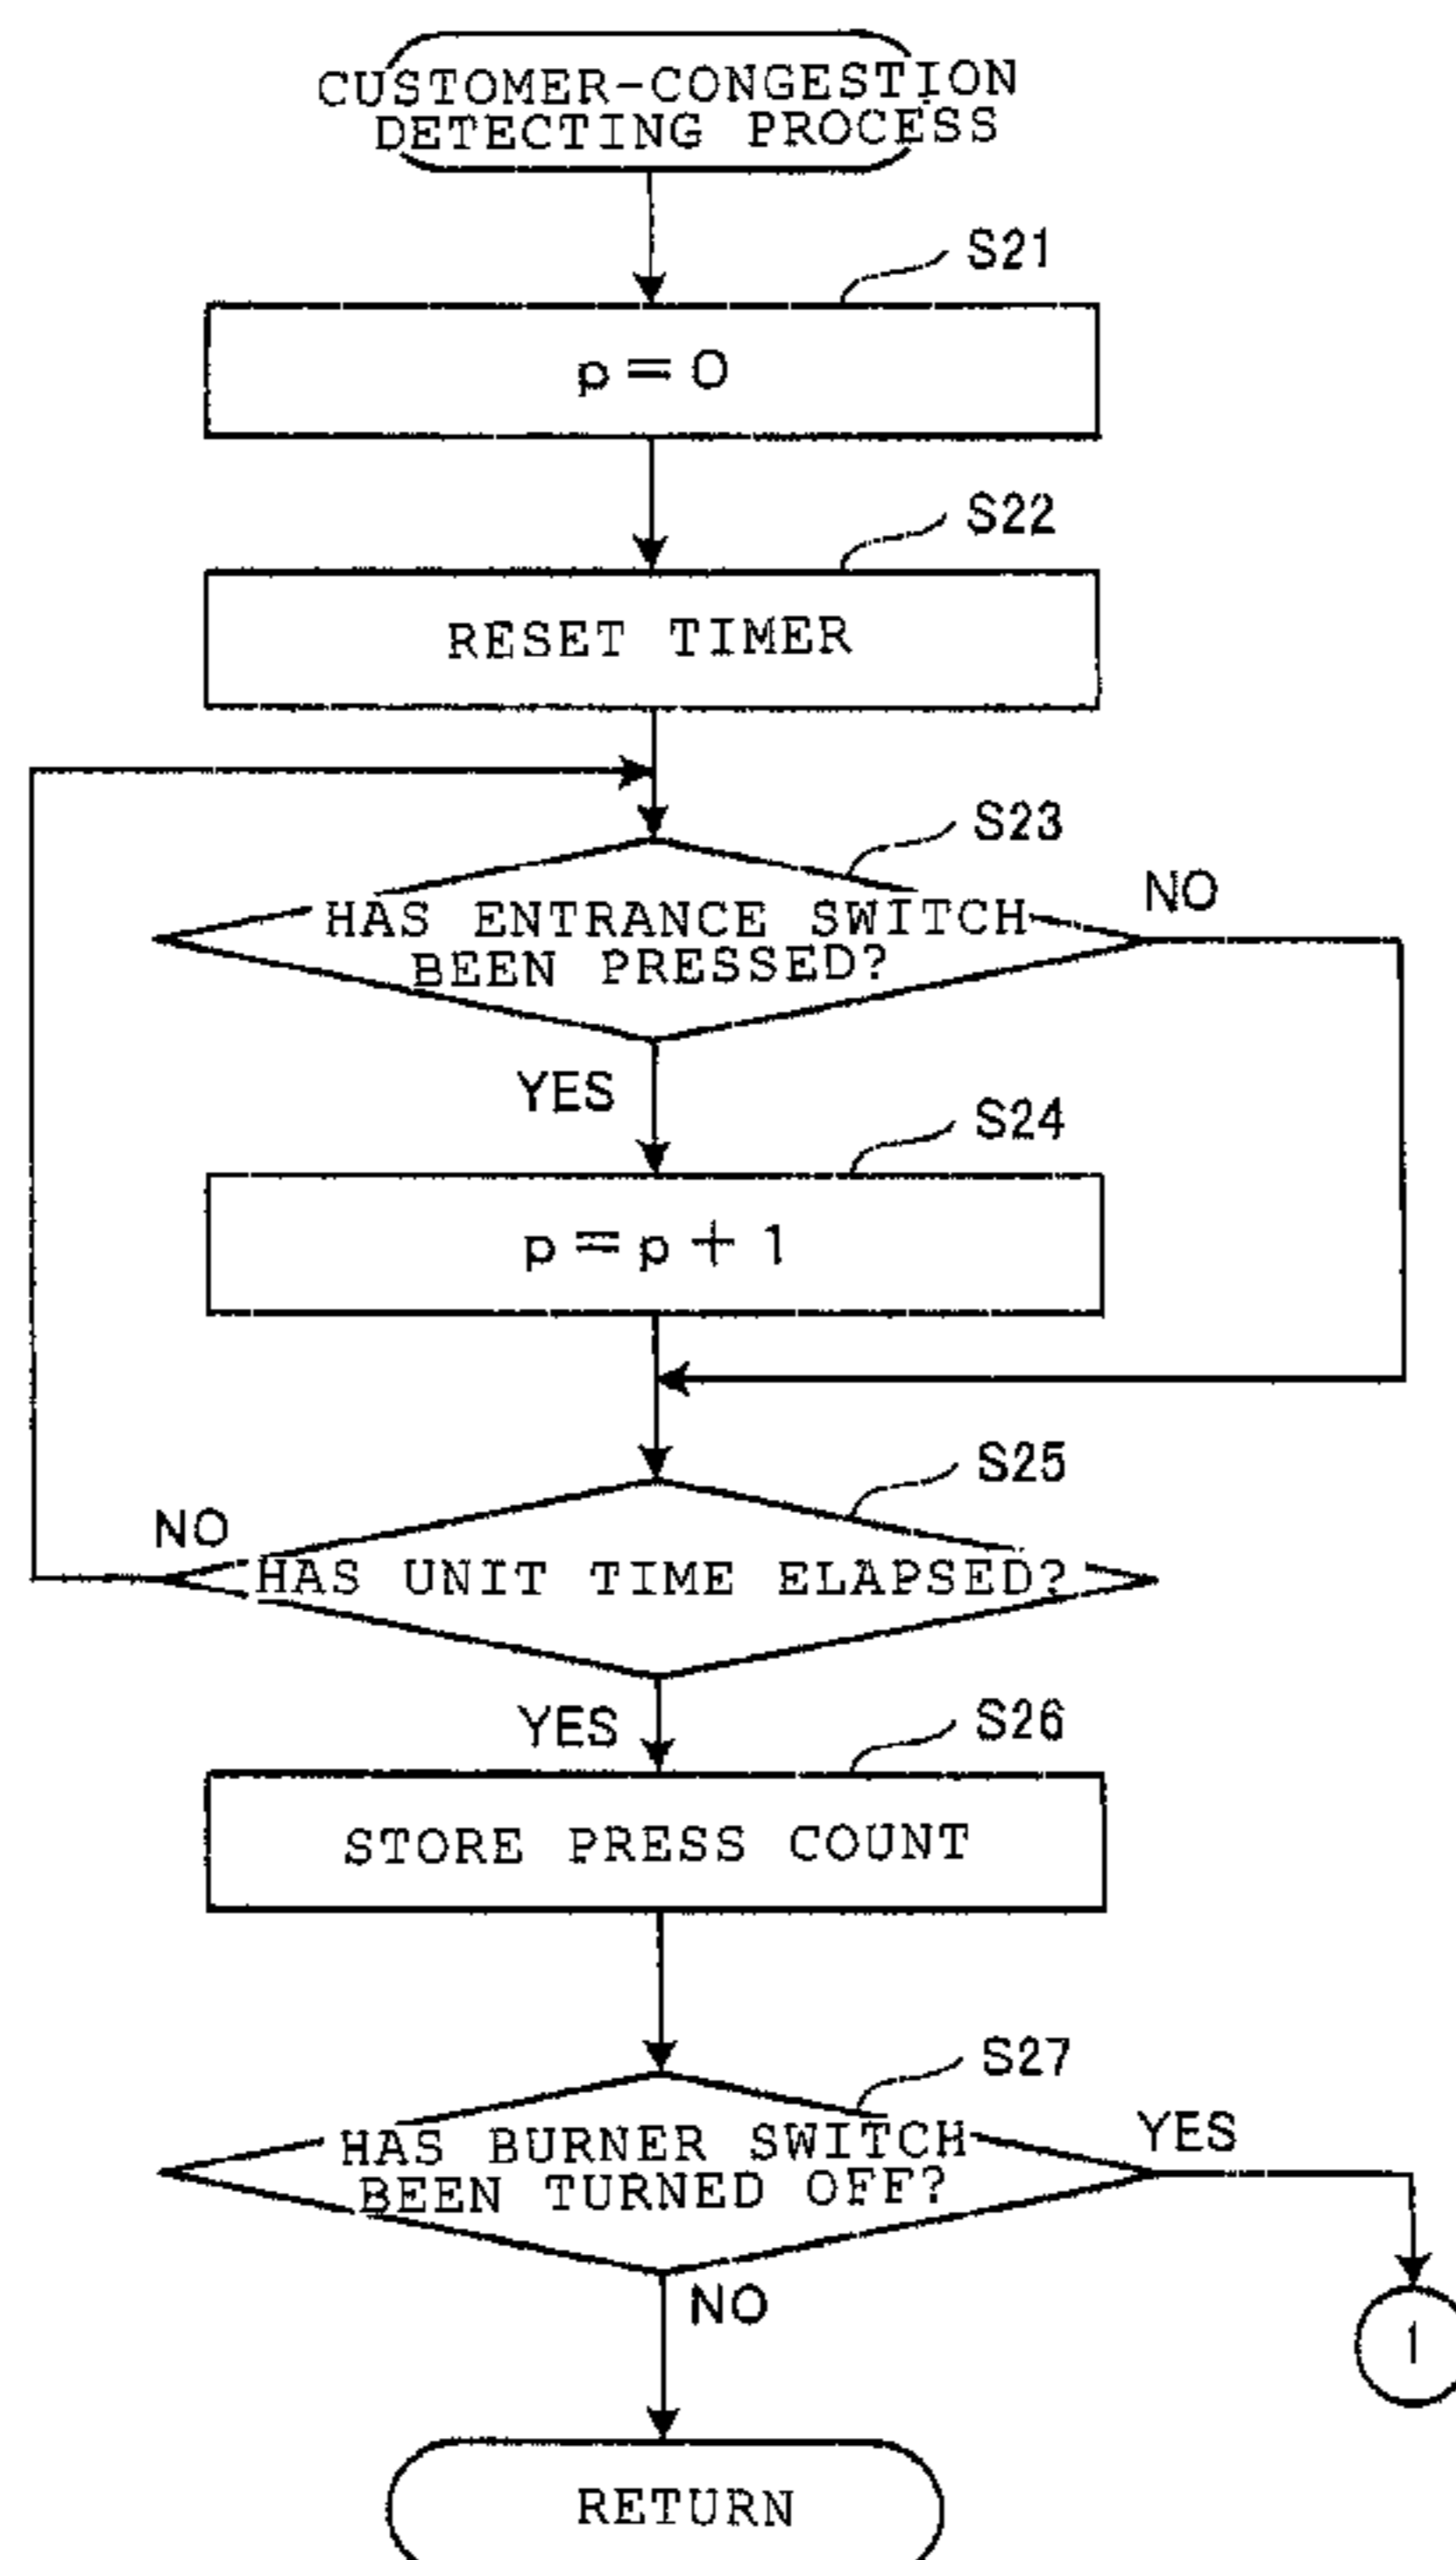 CUSTOMER-CONGESTION
DETECTING PROCESS
S21
p=0
S22
RESET TIMER
S23
HAS ENTRANCE SWITCH
BEEN PRESSED?
NO
YES
S24
p=p+1
S25
NO
HAS UNIT TIME ELAPSED?
YES
S26
STORE PRESS COUNT
S27
HAS BURNER SWITCH
BEEN TURNED OFF?
YES
NO
1
RETURN